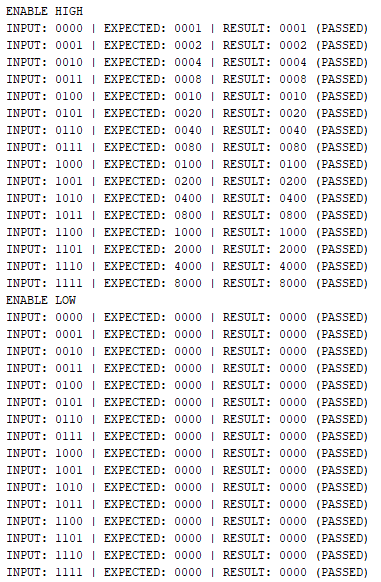 ENABLE HIGH
INPUT: 0000 | EXPECTED: 0001 | RESULT: 0001 (PASSED)
INPUT: 0001 | EXPECTED: 0002 | RESULT: 0002 (PASSED)
INPUT: 0010 | EXPECTED: 0004 | RESULT: 0004 (PASSED)
INPUT: 0011 | EXPECTED: 0008 | RESULT: 0008 (PASSED)
INPUT: 0100 | EXPECTED: 0010 | RESULT: 0010 (PASSED)
INPUT: 0101 | EXPECTED: 0020 | RESULT: 0020 (PASSED)
INPUT: 0110 | EXPECTED: 0040 | RESULT: 0040 (PASSED)
INPUT: 0111 | EXPECTED: 0080 | RESULT: 0080 (PASSED)
INPUT: 1000 | EXPECTED: 0100 | RESULT: 0100 (PASSED)
INPUT: 1001 | EXPECTED: 0200 | RESULT: 0200 (PASSED)
INPUT: 1010 | EXPECTED: 0400 | RESULT: 0400 (PASSED)
INPUT: 1011 | EXPECTED: 0800 | RESULT: 0800 (PASSED)
INPUT: 1100 | EXPECTED: 1000 | RESULT: 1000 (PASSED)
INPUT: 1101 | EXPECTED: 2000 | RESULT: 2000 (PASSED)
INPUT: 1110 | EXPECTED: 4000 | RESULT: 4000 (PASSED)
INPUT: 1111 | EXPECTED: 8000 | RESULT: 8000 (PASSED)
ENABLE LOW
INPUT: 0000 | EXPECTED: 0000 | RESULT: 0000 (PASSED)
INPUT: 0001 | EXPECTED: 0000 | RESULT: 0000 (PASSED)
INPUT: 0010 | EXPECTED: 0000 | RESULT: 0000 (PASSED)
INPUT: 0011 | EXPECTED: 0000 | RESULT: 0000 (PASSED)
INPUT: 0100 | EXPECTED: 0000 | RESULT: 0000 (PASSED)
INPUT: 0101 | EXPECTED: 0000 | RESULT: 0000 (PASSED)
INPUT: 0110 | EXPECTED: 0000 | RESULT: 0000 (PASSED)
INPUT: 0111 | EXPECTED: 0000 | RESULT: 0000 (PASSED)
INPUT: 1000 | EXPECTED: 0000 | RESULT: 0000 (PASSED)
INPUT: 1001 | EXPECTED: 0000 | RESULT: 0000 (PASSED)
INPUT: 1010 | EXPECTED: 0000 | RESULT: 0000 (PASSED)
INPUT: 1011 | EXPECTED: 0000 | RESULT: 0000 (PASSED)
INPUT: 1100 | EXPECTED: 0000 | RESULT: 0000 (PASSED)
INPUT: 1101 | EXPECTED: 0000 | RESULT: 0000 (PASSED)
INPUT: 1110 | EXPECTED: 0000 | RESULT: 0000 (PASSED)
INPUT: 1111 | EXPECTED: 0000 | RESULT: 0000 (PASSED)